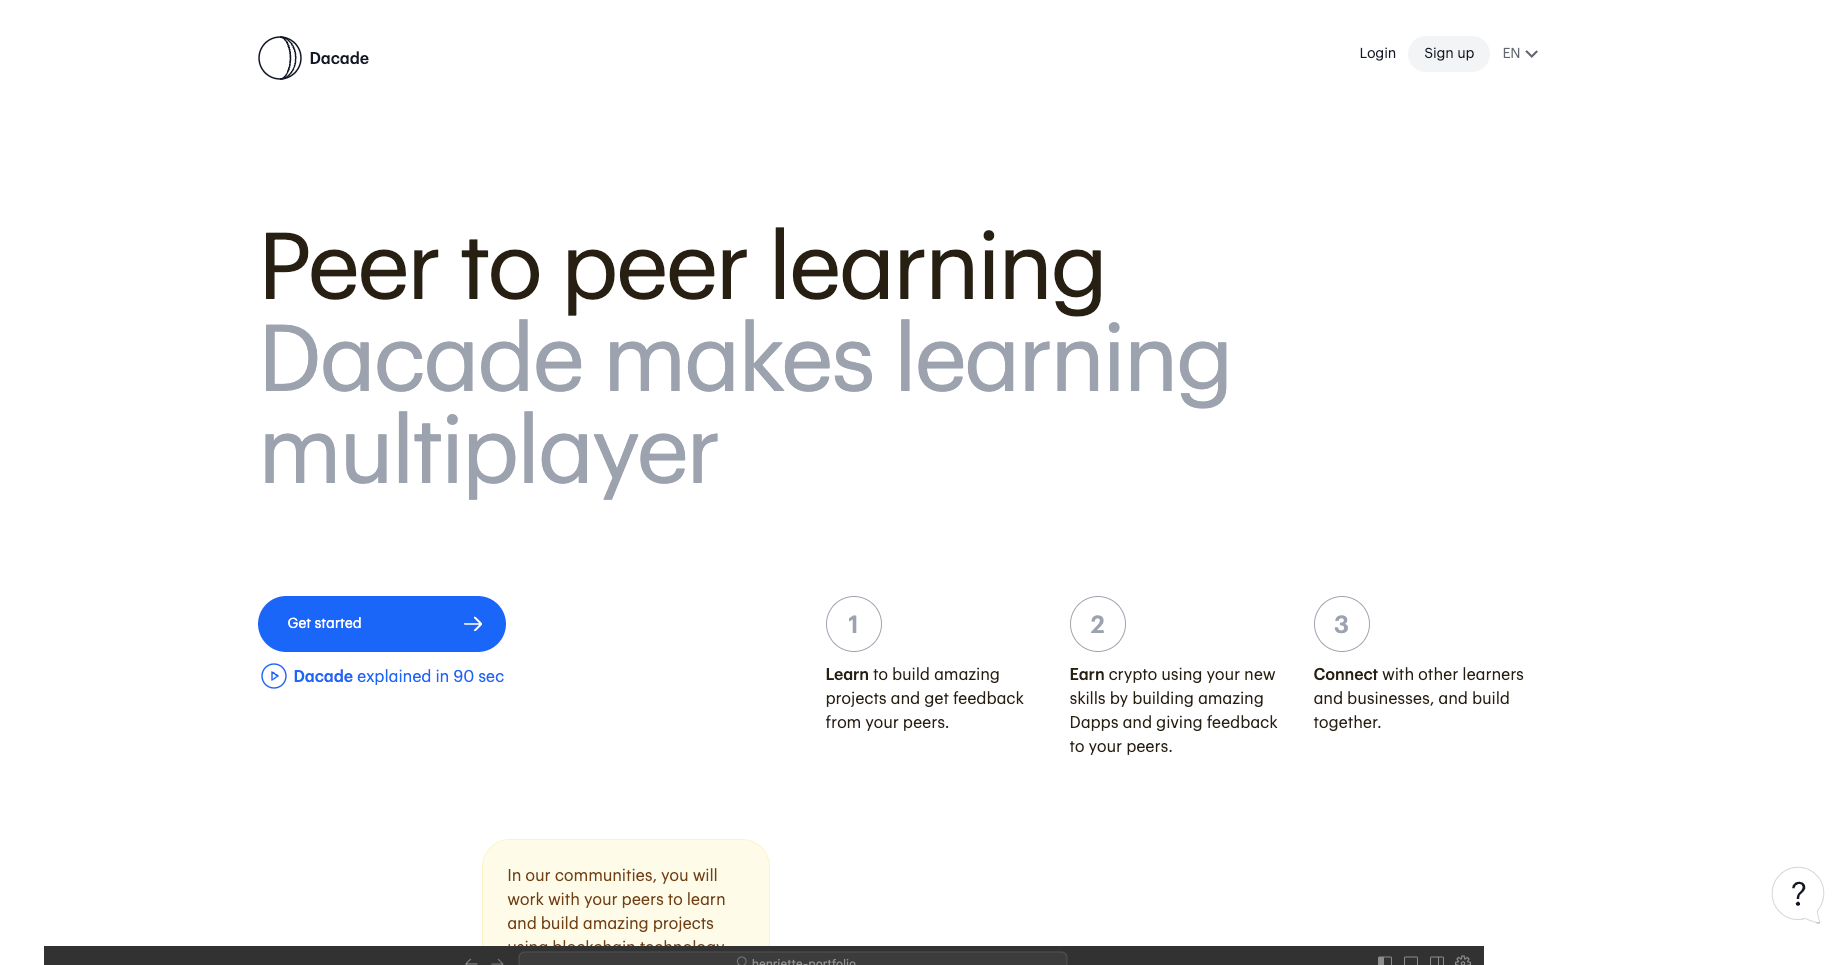 Dacade
Login
Sign up
EN
Peer to peer learning
Dacade makes learning
multiplayer
Get started
Dacade explained in 90 sec
1
Learn to build amazing
projects and get feedback
from your peers.
2
Earn crypto using your new
skills by building amazing
Dapps and giving feedback
to your peers.
3
Connect with other learners
and businesses, and build
together.
In our communities, you will
work with your peers to learn
and build amazing projects
using blockchain technology
henriette-portfolio
?